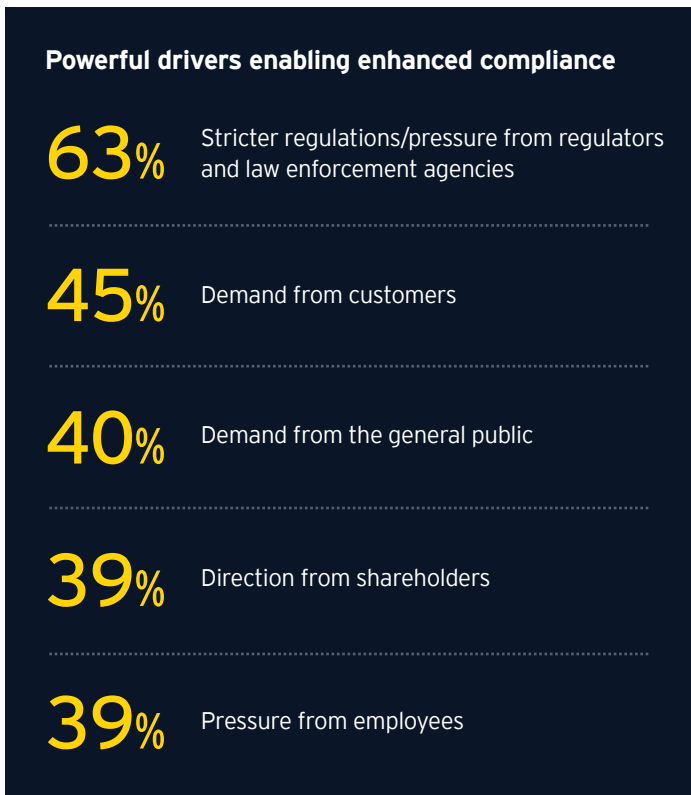 Powerful drivers enabling enhanced compliance
63%
Stricter regulations/pressure from regulators
and law enforcement agencies
45%
Demand from customers
40%
Demand from the general public
39%
Direction from shareholders
39%
Pressure from employees